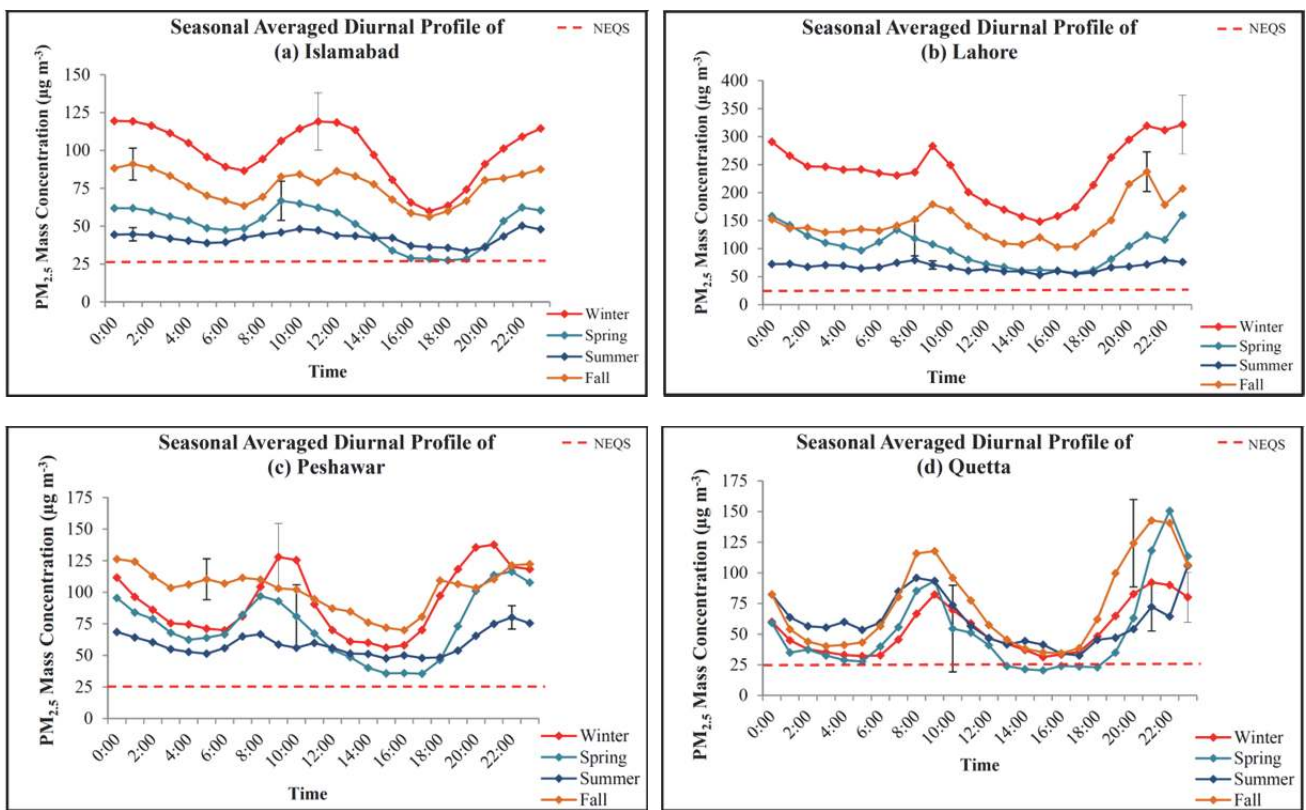 Seasonal Averaged Diurnal Profile of
(a) Islamabad
NEQS
PM2.5 Mass Concentration (µg m-3)
150
125
100
75
50
25
0
0:00
2:00
4:00
6:00
8:00
10:00
12:00
14:00
16:00
18:00
20:00
22:00
Time
Winter
Spring
Summer
Fall
Seasonal Averaged Diurnal Profile of
(b) Lahore
NEQS
PM2.5 Mass Concentration (µg m-3)
400
350
300
250
200
150
100
50
0
0:00
2:00
4:00
6:00
8:00
10:00
12:00
14:00
16:00
18:00
20:00
22:00
Time
Winter
Spring
Summer
Fall
Seasonal Averaged Diurnal Profile of
(c) Peshawar
NEQS
PM2.5 Mass Concentration (µg m-3)
175
150
125
100
75
50
25
0
0:00
2:00
4:00
6:00
8:00
10:00
12:00
14:00
16:00
18:00
20:00
22:00
Time
Winter
Spring
Summer
Fall
Seasonal Averaged Diurnal Profile of
(d) Quetta
NEQS
PM2.5 Mass Concentration (µg m-3)
175
150
125
100
75
50
25
0
0:00
2:00
4:00
6:00
8:00
10:00
12:00
14:00
16:00
18:00
20:00
22:00
Time
Winter
Spring
Summer
Fall